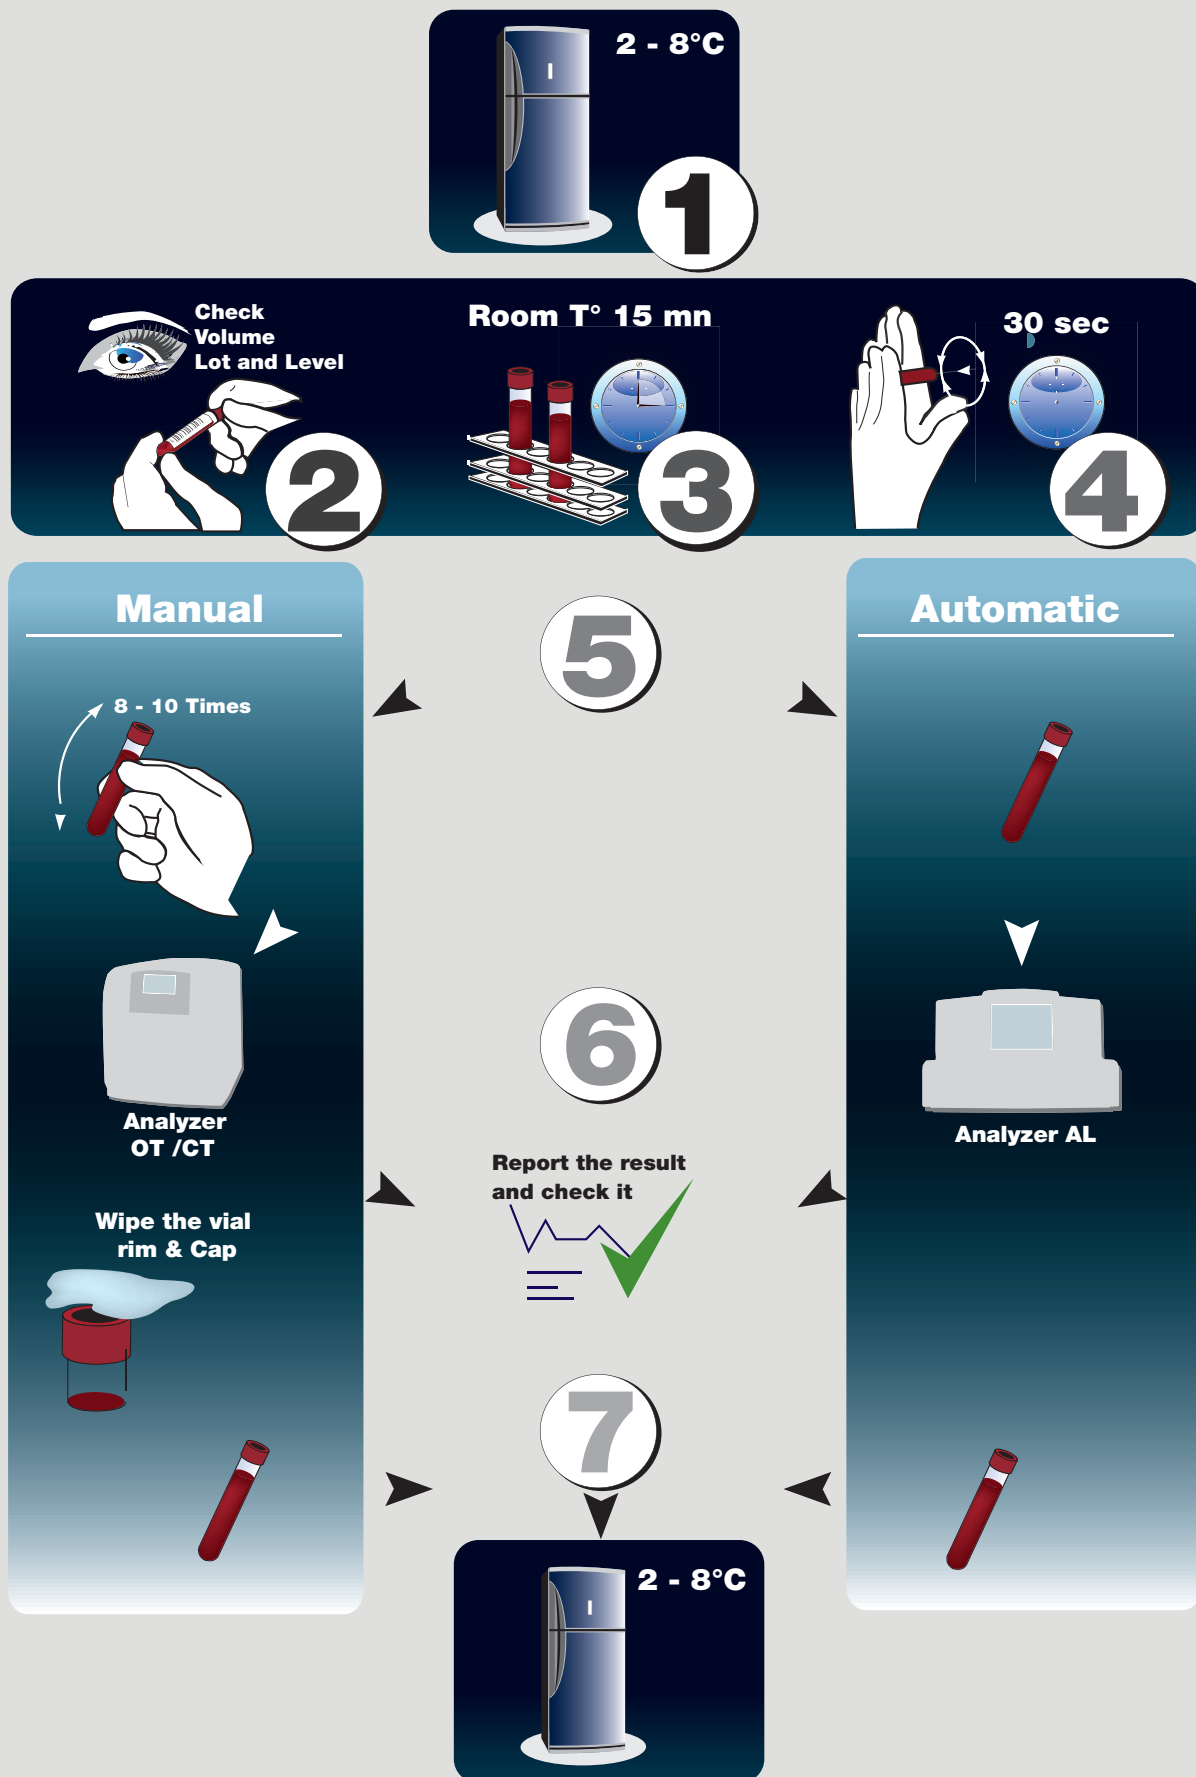 2 - 8°C
1
Check
Volume
Lot and Level
2
Room T° 15 mn
3
30 sec
4
Manual
5
Automatic
8 - 10 Times
6
Analyzer
OT /CT
Analyzer AL
Report the result
and check it
Wipe the vial
rim & Cap
7
2 - 8°C